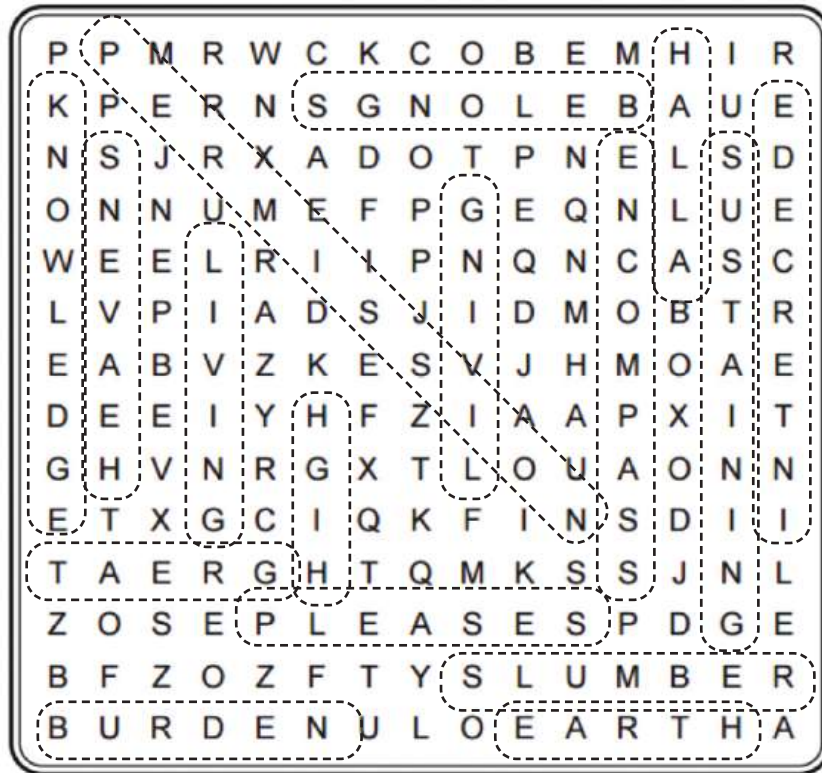 P P M R W C K C O B E M H I R
K P E R N S G N O L E B A U E
N S J R X A D O T P N E L S D
O N N U M E F P G E Q N L U E
W E E L R I I P N Q N C A S C
L V P I A D S J I D M O B T R
E A B V Z K E S V J H M O A E
D E E I Y H F Z I A A P X I T
G H V N R G X T L O U A O N N
E T X G C I Q K F I N S D I I
T A E R G H T Q M K S S J N L
Z O S E P L E A S E S P D G E
B F Z O Z F T Y S L U M B E R
B U R D E N U L O E A R T H A